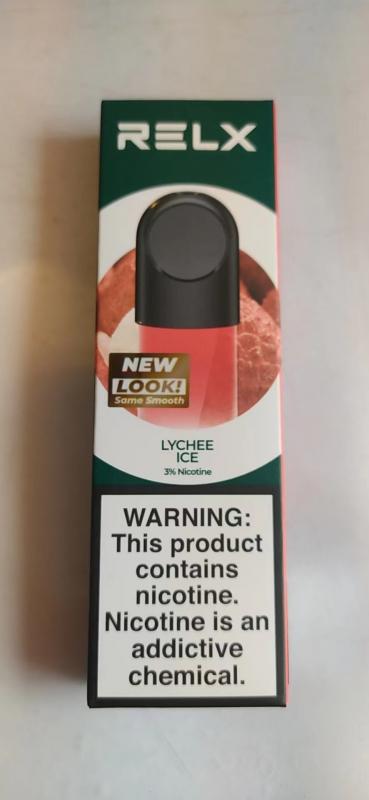 RELX
NEW
LOOK!
Same Smooth
LYCHEE
ICE
3% Nicotine
WARNING:
This product
contains
nicotine.
Nicotine is an
addictive
chemical.